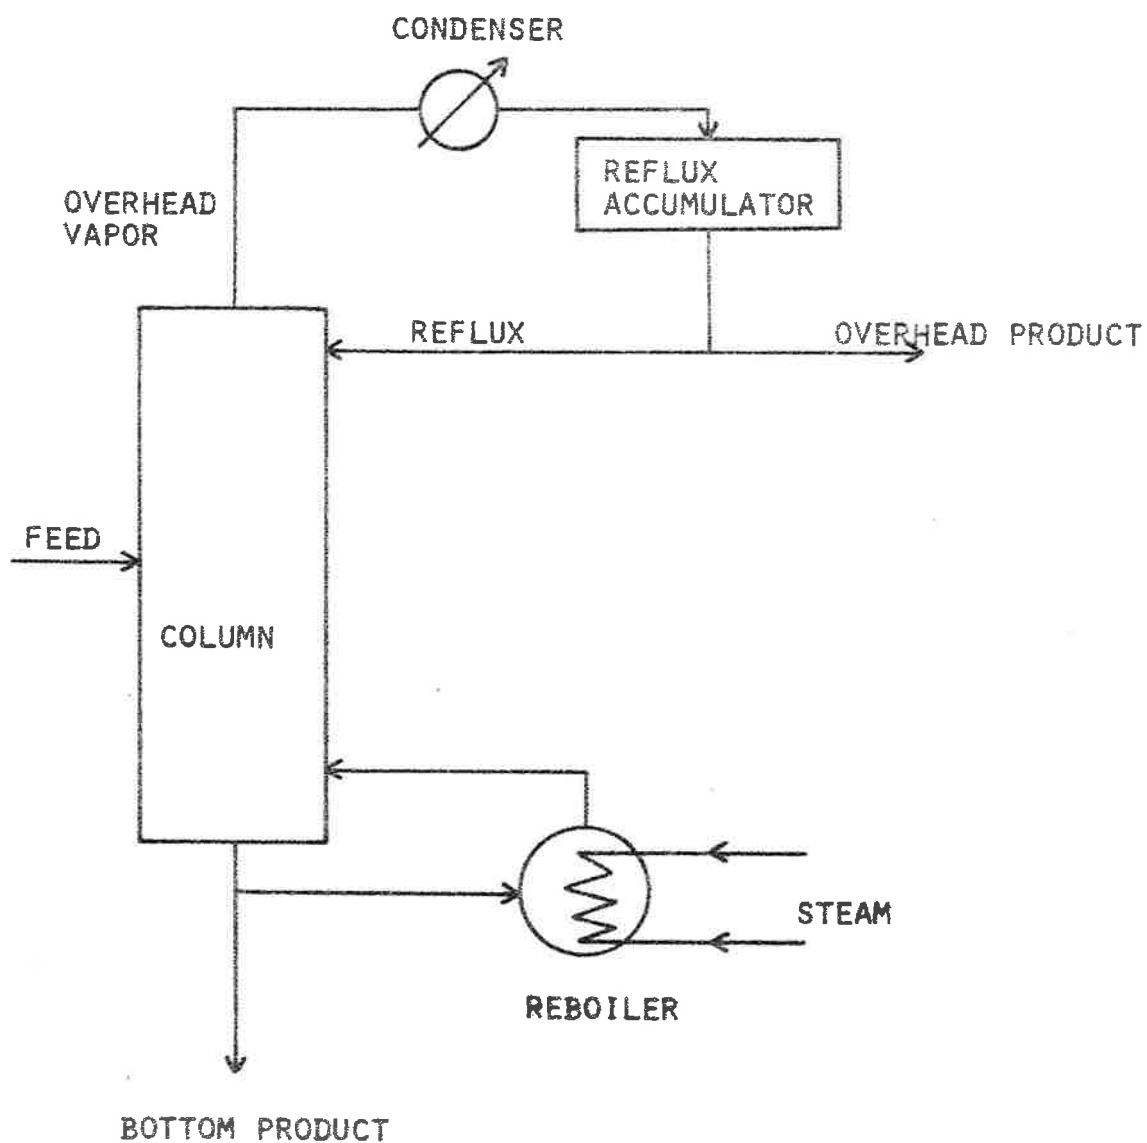 CONDENSER
REFLUX
ACCUMULATOR
OVERHEAD
VAPOR
REFLUX
OVERHEAD PRODUCT
FEED
COLUMN
STEAM
REBOILER
BOTTOM PRODUCT